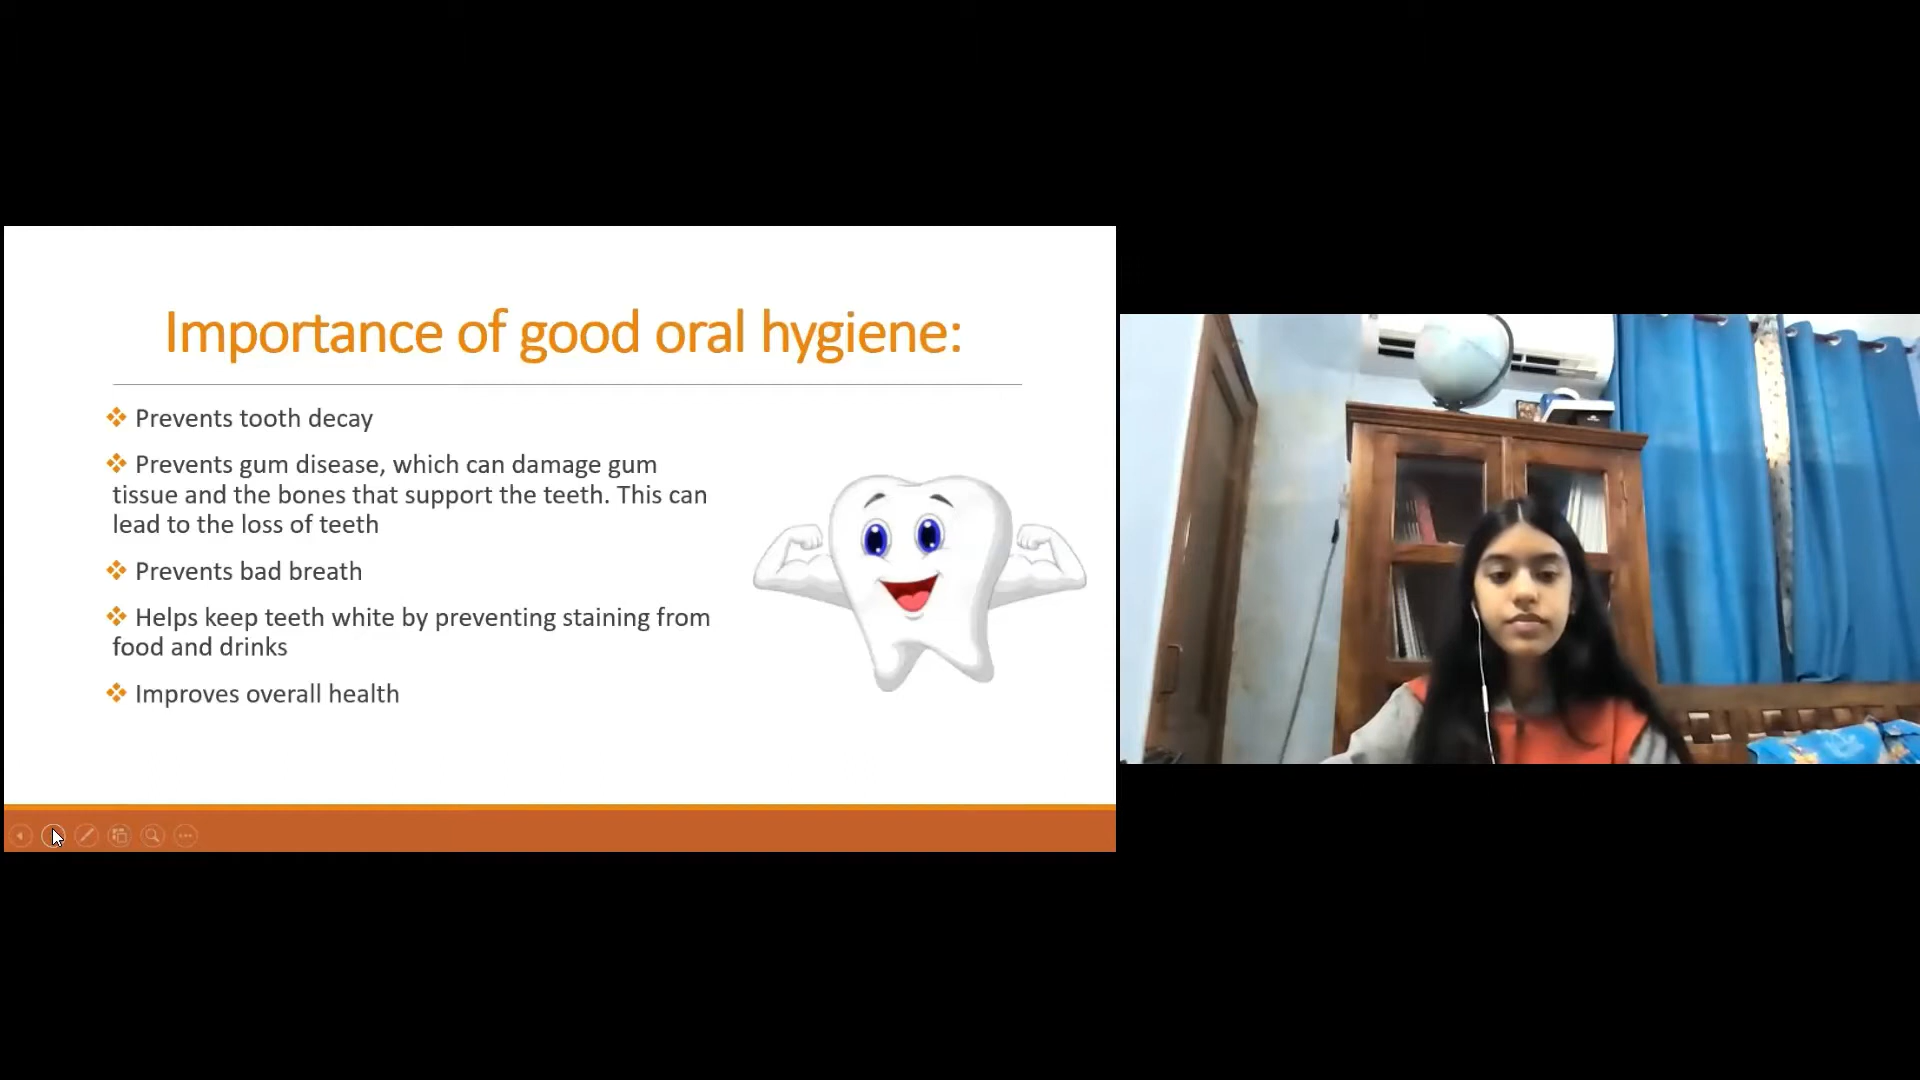 Importance of good oral hygiene:
❖ Prevents tooth decay
❖ Prevents gum disease, which can damage gum
tissue and the bones that support the teeth. This can
lead to the loss of teeth
❖ Prevents bad breath
❖ Helps keep teeth white by preventing staining from
food and drinks
❖ Improves overall health